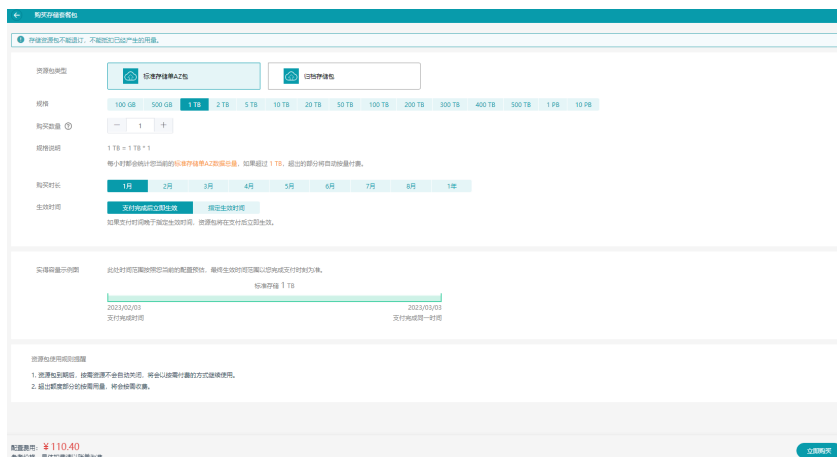 ← 购买存储套餐包
存储资源包不能退订，不能抵扣已经产生的用量。
资源包类型
标准存储单AZ包
归档存储包
规格
100 GB 500 GB 1 TB 2 TB 5 TB 10 TB 20 TB 50 TB 100 TB 200 TB 300 TB 400 TB 500 TB 1 PB 10 PB
购买数量
− 1 +
规格说明
1 TB = 1 TB * 1
每小时都会统计您当前的标准存储单AZ数据总量，如果超过 1 TB，超出的部分将自动按量付费。
购买时长
1月 2月 3月 4月 5月 6月 7月 8月 1年
生效时间
支付完成后立即生效 指定生效时间
如果支付时间晚于指定生效时间，资源包将在支付后立即生效。
实得容量示例图
此处时间范围按照您当前的配置预估，最终生效时间范围以您完成支付时刻为准。
标准存储 1 TB
2023/02/03 2023/03/03
支付完成时间 支付完成同一时间
资源包使用规则提醒
1. 资源包到期后，按需资源不会自动关闭，将会以按需付费的方式继续使用。
2. 超出额度部分的按需用量，将会按需收费。
配置费用：￥110.40
立即购买